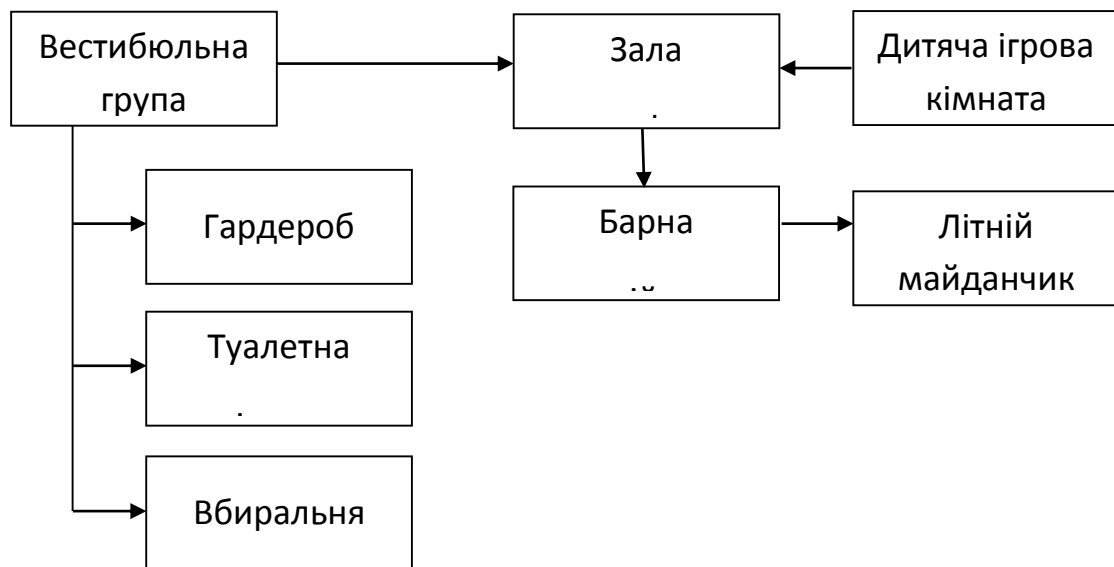 Вестибюльна
група
Зала
Дитяча ігрова
кімната
Гардероб
Барна
Літній
майданчик
Туалетна
Вбиральня